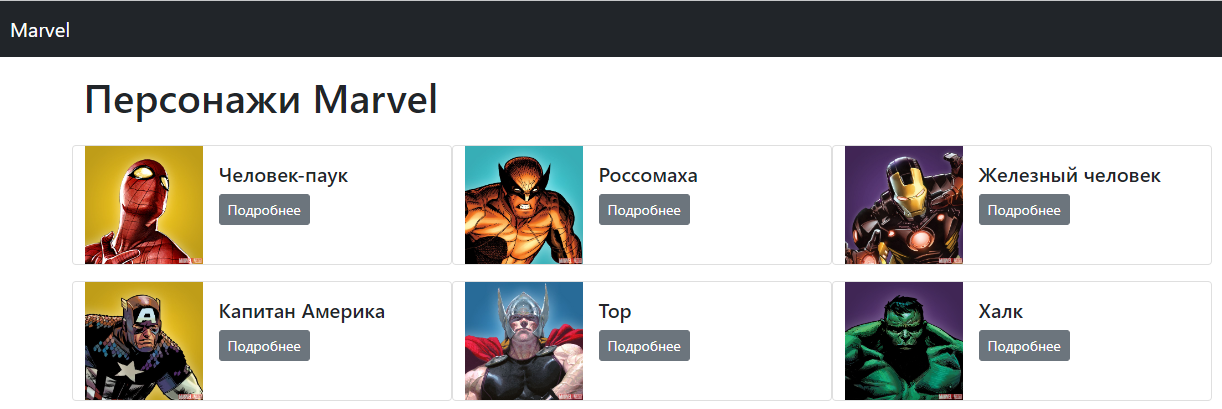 Marvel
Персонажи Marvel
Человек-паук
Подробнее
Россомаха
Подробнее
Железный человек
Подробнее
Капитан Америка
Подробнее
Тор
Подробнее
Халк
Подробнее